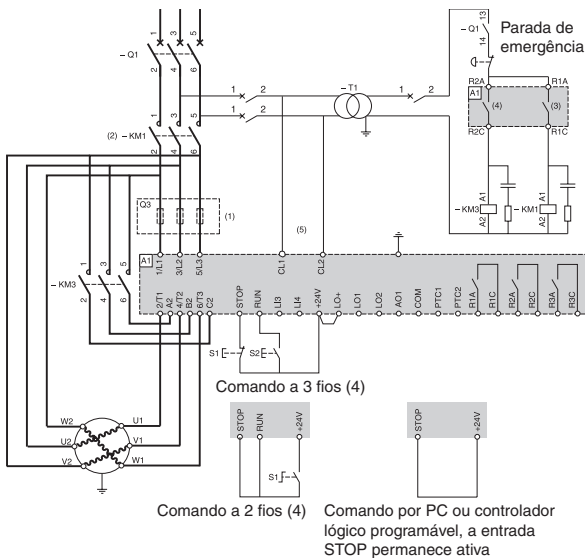 1 3 5
– Q1
2 4 6
1 2
1 2
– T1
1 2
13
– Q1
14
Parada de
emergência
R2A R1A
A1
(4) (3)
R2C R1C
(2) – KM1
1 3 5
2 4 6
Q3
(1)
(5)
– KM3
A1
A2
– KM1
A1
A2
A1
1/L1 3/L2 5/L3 CL1 CL2
– KM3
1 3 5
2 4 6
2/T1 A2 4/T2 B2 6/T3 C2 STOP RUN LI3 LI4 +24V LO+ LO1 LO2 AO1 COM PTC1 PTC2 R1A R1C R2A R2C R3A R3C
S1 S2
Comando a 3 fios (4)
W2 U1
U2 V1
V2 W1
STOP RUN +24V
S1
Comando a 2 fios (4)
STOP +24V
Comando por PC ou controlador
lógico programável, a entrada
STOP permanece ativa